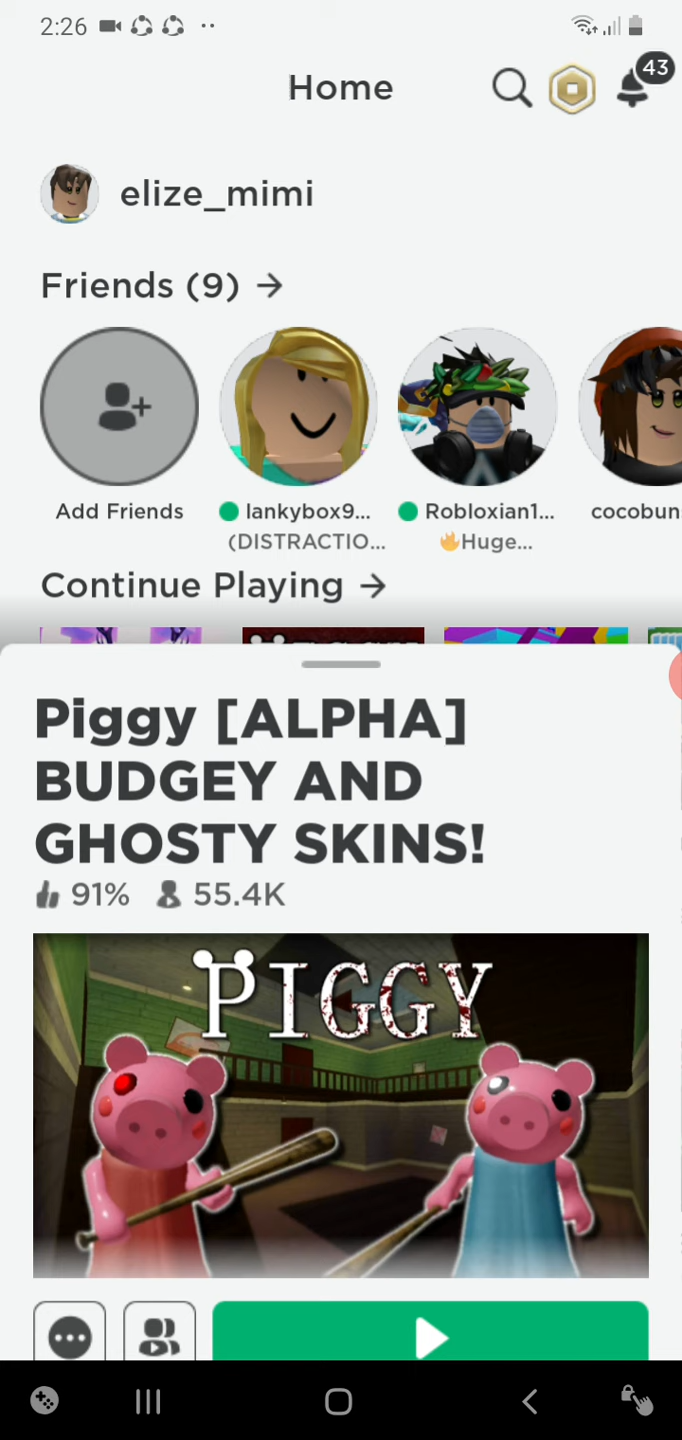 2:26
Home
43
elize_mimi
Friends (9) →
Add Friends
lankybox9...
Robloxian1...
cocobun
(DISTRACTIO...
🔥Huge...
Continue Playing →
Piggy [ALPHA]
BUDGEY AND
GHOSTY SKINS!
91% 55.4K
PIGGY